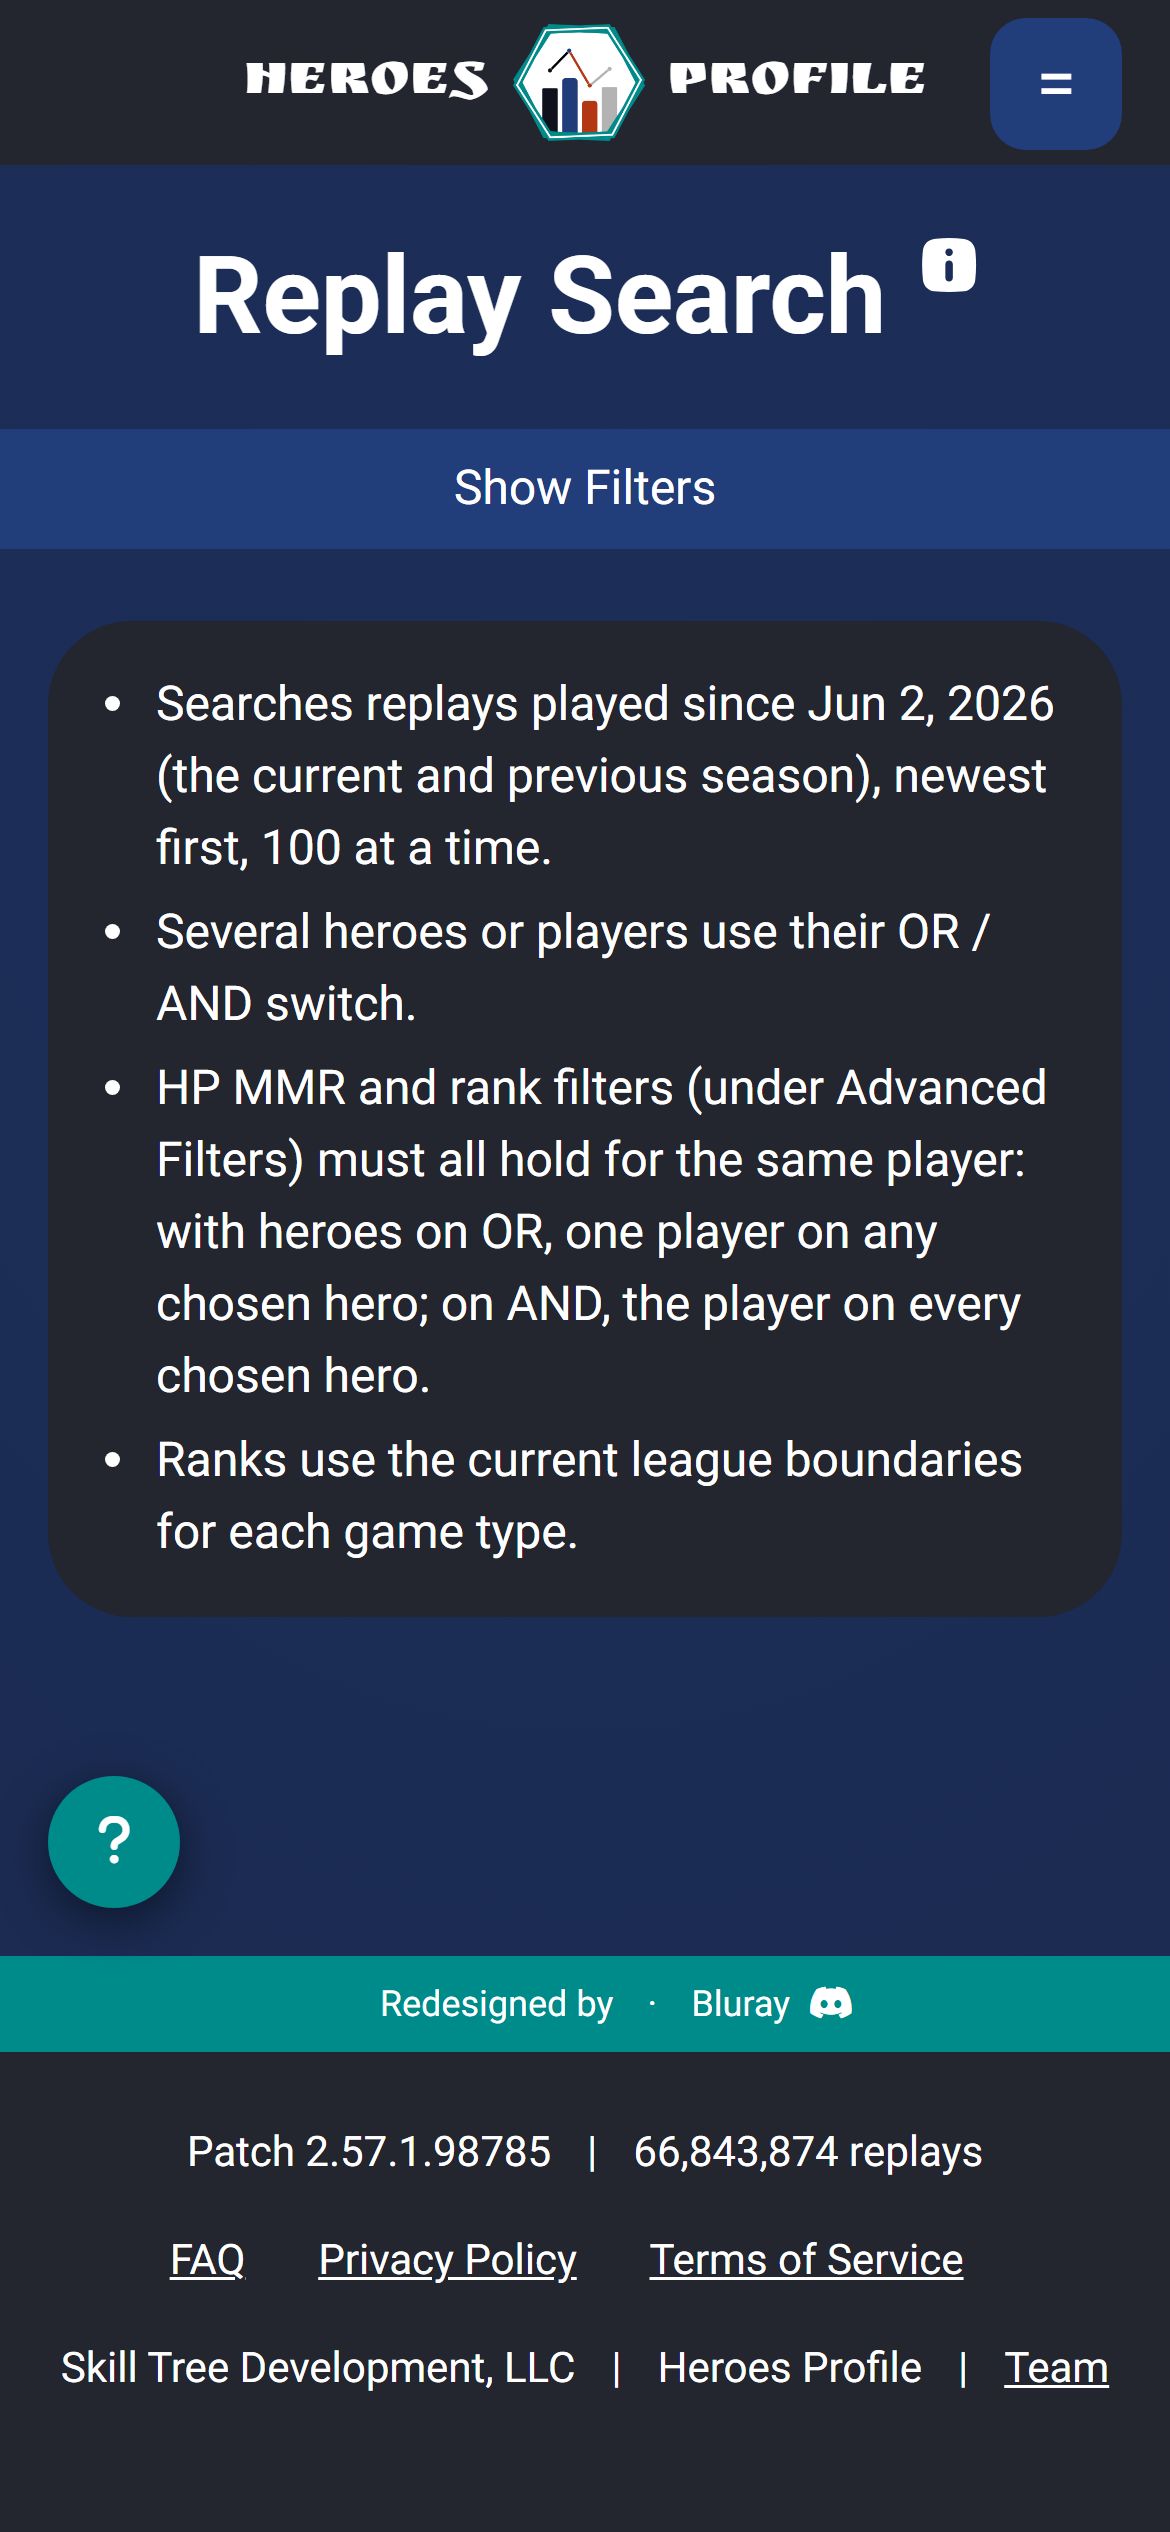 HEROES PROFILE
=
Replay Search
i
Show Filters
• Searches replays played since Jun 2, 2026
(the current and previous season), newest
first, 100 at a time.
• Several heroes or players use their OR /
AND switch.
• HP MMR and rank filters (under Advanced
Filters) must all hold for the same player:
with heroes on OR, one player on any
chosen hero; on AND, the player on every
chosen hero.
• Ranks use the current league boundaries
for each game type.
?
Redesigned by · Bluray
Patch 2.57.1.98785 | 66,843,874 replays
FAQ Privacy Policy Terms of Service
Skill Tree Development, LLC | Heroes Profile | Team